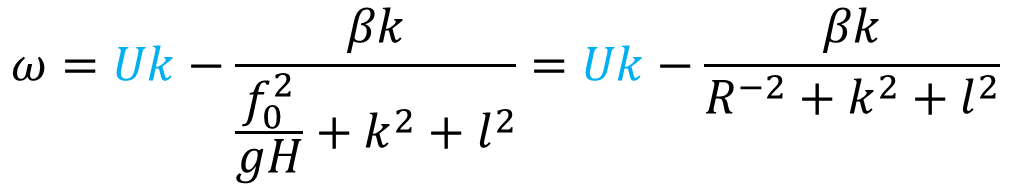 ω = Uk − βk / (f₀² / gH + k² + l²) = Uk − βk / (R⁻² + k² + l²)